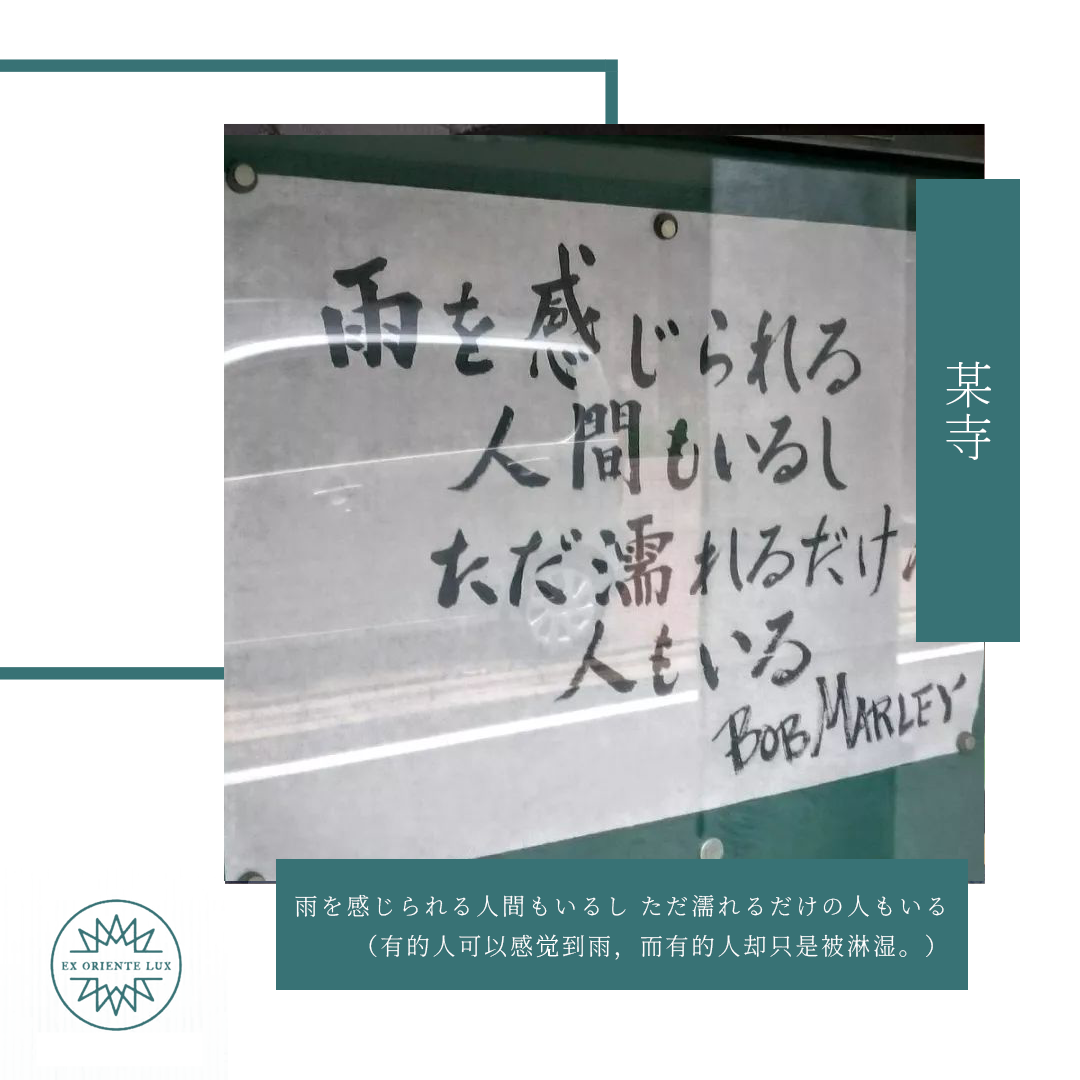 雨を感じられる
人間もいるし
ただ濡れるだけ
人もいる
BOB MARLEY
某寺
雨を感じられる人間もいるし ただ濡れるだけの人もいる
（有的人可以感觉到雨，而有的人却只是被淋湿。）
EX ORIENTE LUX